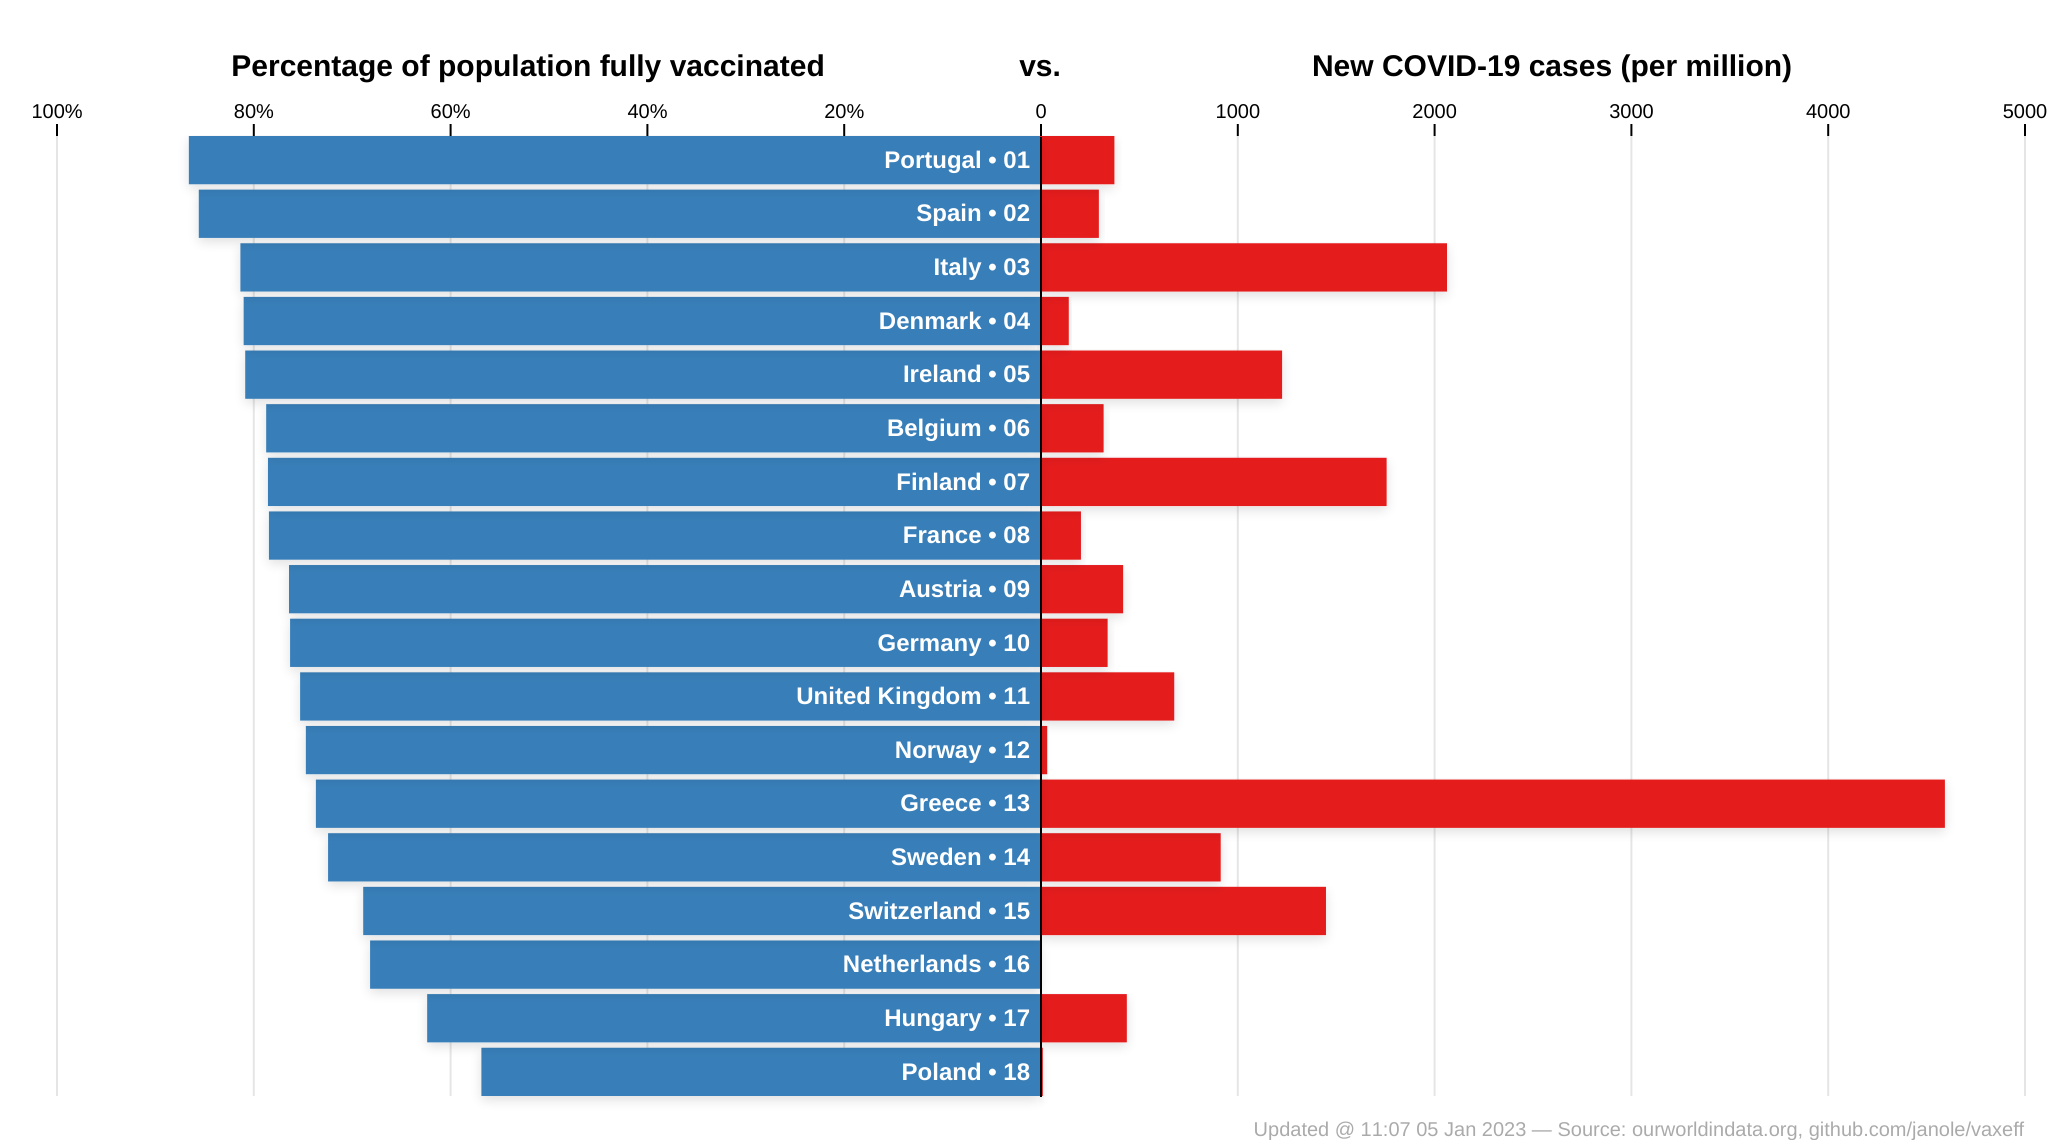 Percentage of population fully vaccinated vs. New COVID-19 cases (per million)
100% 80% 60% 40% 20% 0 1000 2000 3000 4000 5000
Portugal • 01
Spain • 02
Italy • 03
Denmark • 04
Ireland • 05
Belgium • 06
Finland • 07
France • 08
Austria • 09
Germany • 10
United Kingdom • 11
Norway • 12
Greece • 13
Sweden • 14
Switzerland • 15
Netherlands • 16
Hungary • 17
Poland • 18
Updated @ 11:07 05 Jan 2023 — Source: ourworldindata.org, github.com/janole/vaxeff